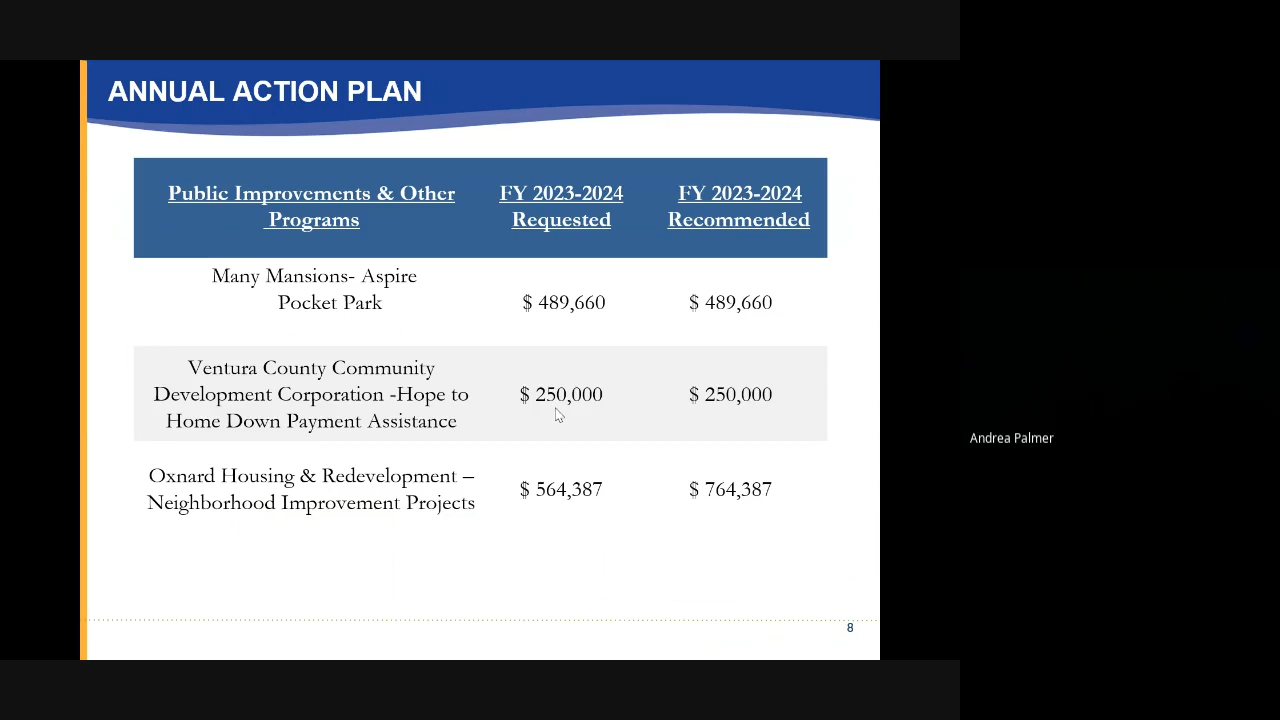 ANNUAL ACTION PLAN
Public Improvements & Other
Programs
FY 2023-2024
Requested
FY 2023-2024
Recommended
Many Mansions- Aspire
Pocket Park
$ 489,660
$ 489,660
Ventura County Community
Development Corporation -Hope to
Home Down Payment Assistance
$ 250,000
$ 250,000
Oxnard Housing & Redevelopment –
Neighborhood Improvement Projects
$ 564,387
$ 764,387
8
Andrea Palmer